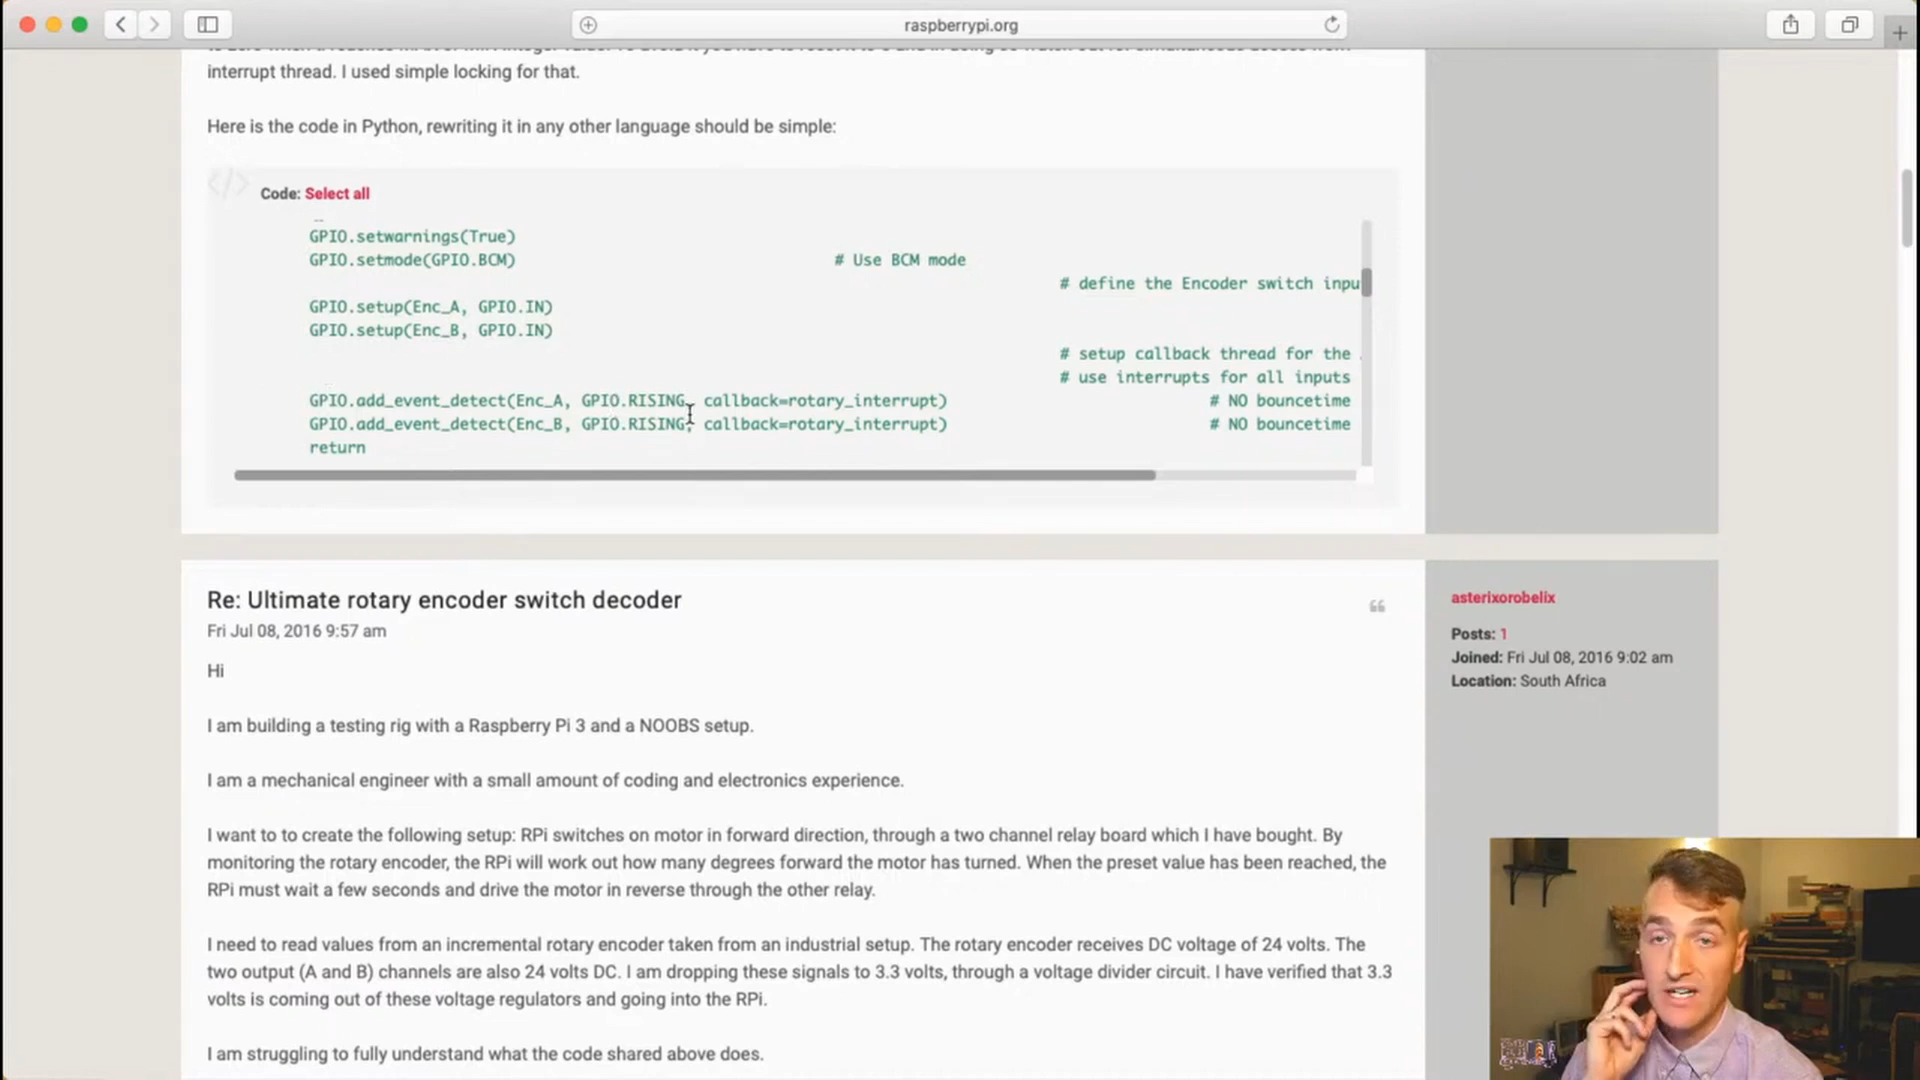 raspberrypi.org
interrupt thread. I used simple locking for that.
Here is the code in Python, rewriting it in any other language should be simple:
</> Code: Select all
GPIO.setwarnings(True)
GPIO.setmode(GPIO.BCM) # Use BCM mode
# define the Encoder switch inpu
GPIO.setup(Enc_A, GPIO.IN)
GPIO.setup(Enc_B, GPIO.IN)
# setup callback thread for the
# use interrupts for all inputs
GPIO.add_event_detect(Enc_A, GPIO.RISING, callback=rotary_interrupt) # NO bouncetime
GPIO.add_event_detect(Enc_B, GPIO.RISING, callback=rotary_interrupt) # NO bouncetime
return
Re: Ultimate rotary encoder switch decoder
Fri Jul 08, 2016 9:57 am
asterixorobelix
Posts: 1
Joined: Fri Jul 08, 2016 9:02 am
Location: South Africa
Hi
I am building a testing rig with a Raspberry Pi 3 and a NOOBS setup.
I am a mechanical engineer with a small amount of coding and electronics experience.
I want to to create the following setup: RPi switches on motor in forward direction, through a two channel relay board which I have bought. By
monitoring the rotary encoder, the RPi will work out how many degrees forward the motor has turned. When the preset value has been reached, the
RPi must wait a few seconds and drive the motor in reverse through the other relay.
I need to read values from an incremental rotary encoder taken from an industrial setup. The rotary encoder receives DC voltage of 24 volts. The
two output (A and B) channels are also 24 volts DC. I am dropping these signals to 3.3 volts, through a voltage divider circuit. I have verified that 3.3
volts is coming out of these voltage regulators and going into the RPi.
I am struggling to fully understand what the code shared above does.